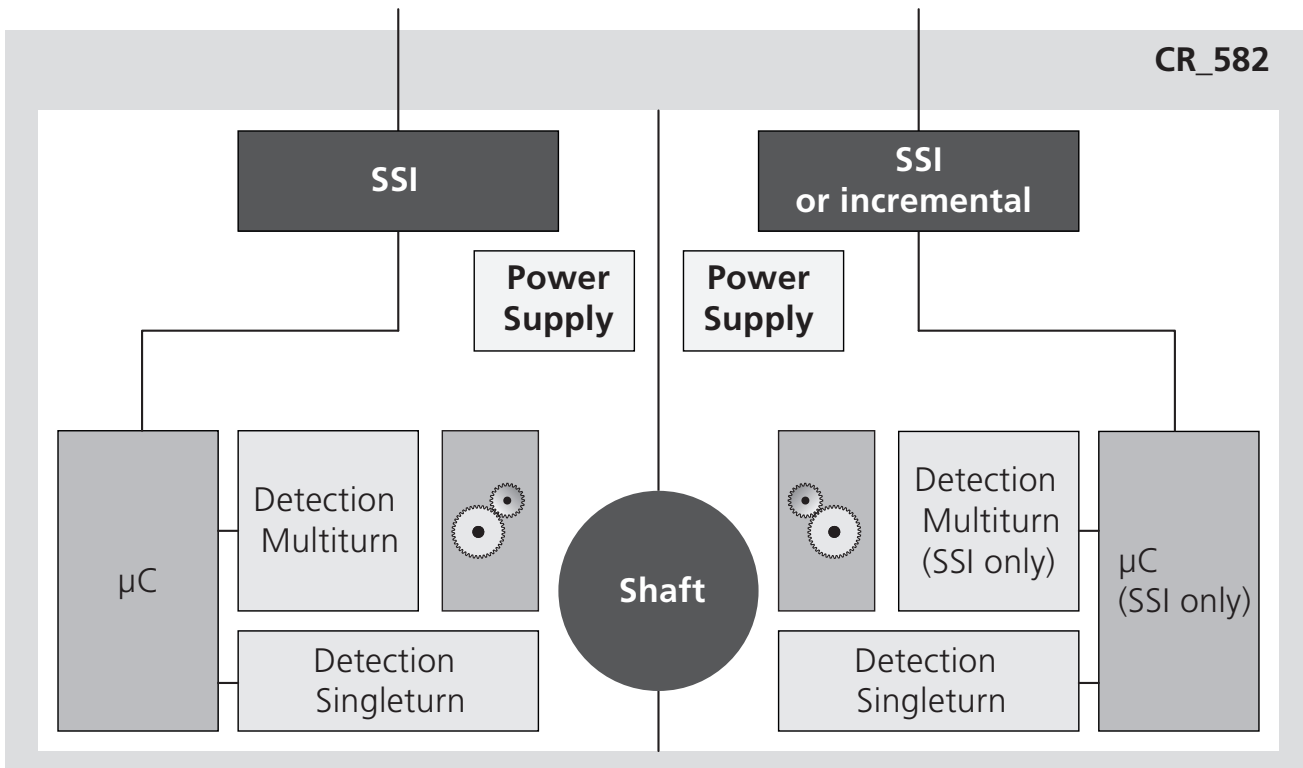 CR_582
SSI
SSI
or incremental
Power
Supply
Power
Supply
µC
Detection
Multiturn
Detection
Singleturn
Shaft
Detection
Multiturn
(SSI only)
Detection
Singleturn
µC
(SSI only)